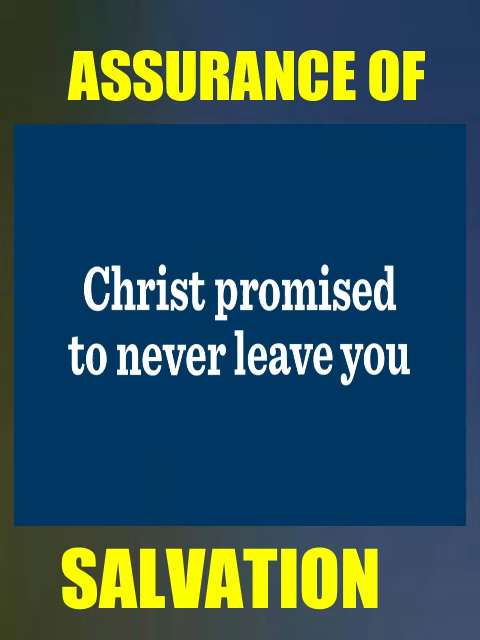 ASSURANCE OF
Christ promised
to never leave you
SALVATION